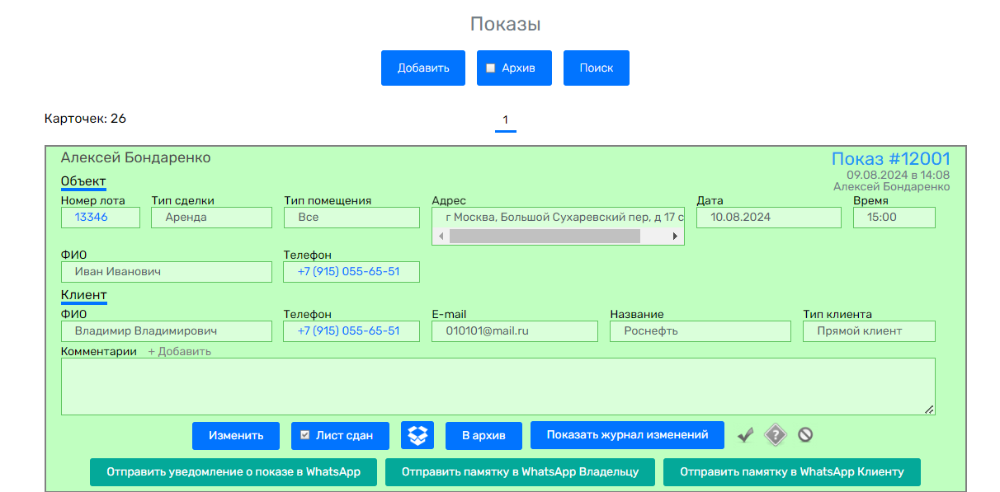 Показы
Добавить Архив Поиск
Карточек: 26 1
Алексей Бондаренко Показ #12001
09.08.2024 в 14:08
Объект Алексей Бондаренко
Номер лота Тип сделки Тип помещения Адрес Дата Время
13346 Аренда Все г Москва, Большой Сухаревский пер, д 17 с 10.08.2024 15:00
ФИО Телефон
Иван Иванович +7 (915) 055-65-51
Клиент
ФИО Телефон E-mail Название Тип клиента
Владимир Владимирович +7 (915) 055-65-51 010101@mail.ru Роснефть Прямой клиент
Комментарии + Добавить
Изменить Лист сдан В архив Показать журнал изменений ?
Отправить уведомление о показе в WhatsApp Отправить памятку в WhatsApp Владельцу Отправить памятку в WhatsApp Клиенту